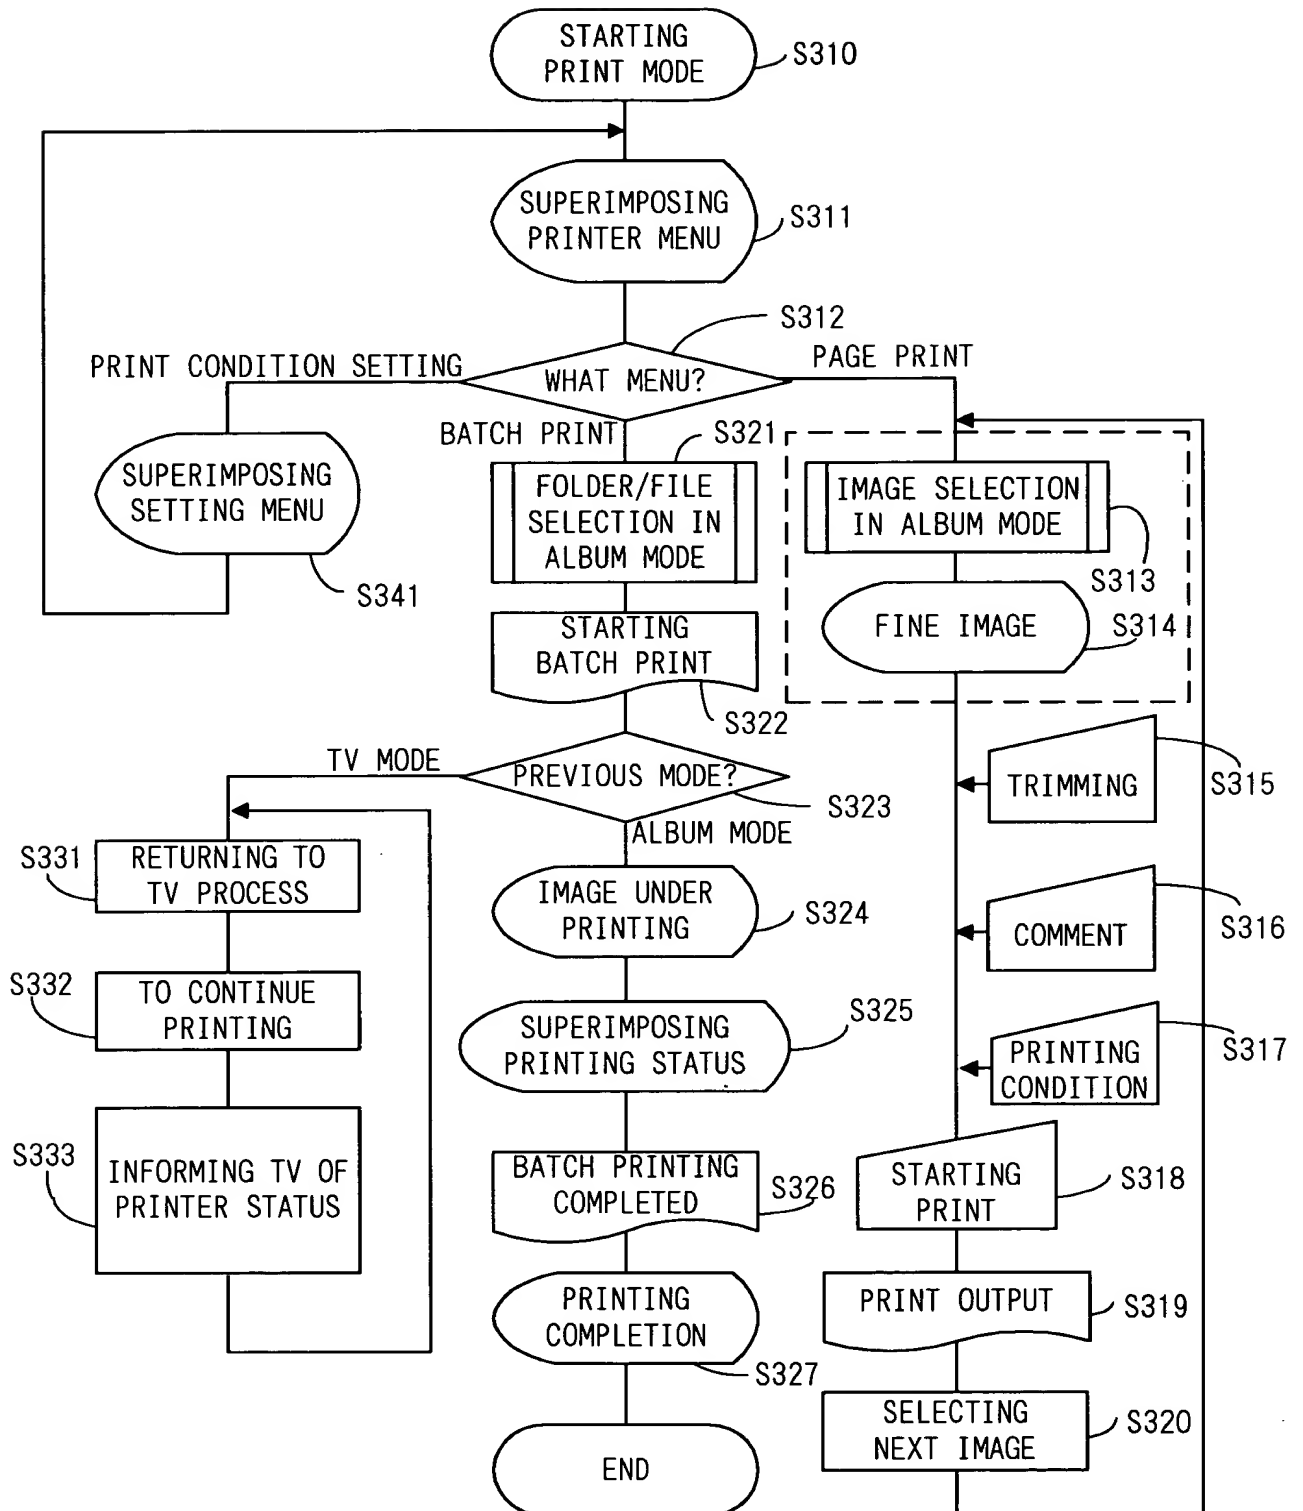 STARTING
PRINT MODE
S310
SUPERIMPOSING
PRINTER MENU
S311
S312
PRINT CONDITION SETTING
WHAT MENU?
PAGE PRINT
BATCH PRINT
S321
SUPERIMPOSING
SETTING MENU
S341
FOLDER/FILE
SELECTION IN
ALBUM MODE
IMAGE SELECTION
IN ALBUM MODE
S313
FINE IMAGE
S314
STARTING
BATCH PRINT
S322
TV MODE
PREVIOUS MODE?
S323
ALBUM MODE
TRIMMING
S315
S331
RETURNING TO
TV PROCESS
IMAGE UNDER
PRINTING
S324
COMMENT
S316
S332
TO CONTINUE
PRINTING
SUPERIMPOSING
PRINTING STATUS
S325
PRINTING
CONDITION
S317
S333
INFORMING TV OF
PRINTER STATUS
BATCH PRINTING
COMPLETED
S326
STARTING
PRINT
S318
PRINTING
COMPLETION
S327
PRINT OUTPUT
S319
SELECTING
NEXT IMAGE
S320
END